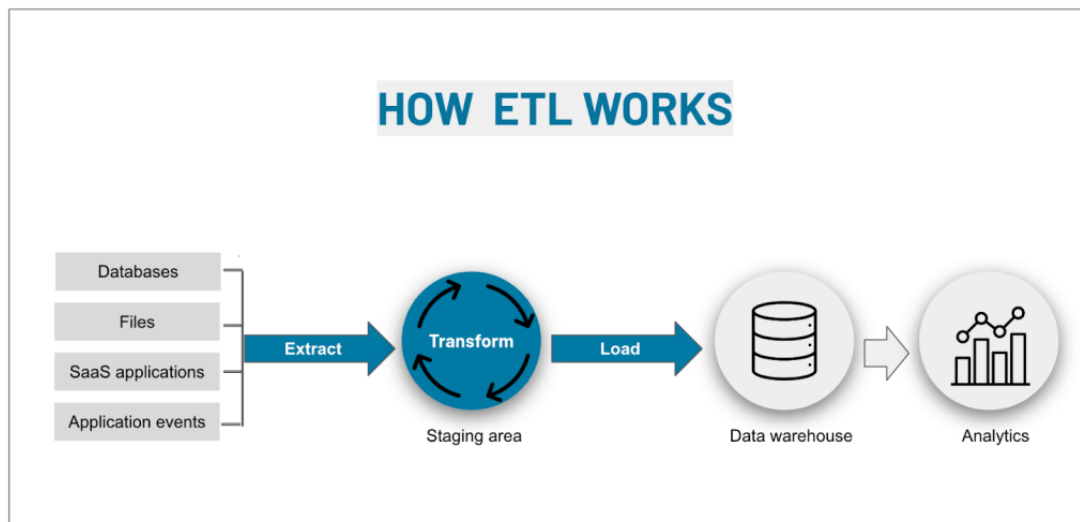 HOW ETL WORKS
Databases
Files
SaaS applications
Application events
Extract
Transform
Load
Staging area
Data warehouse
Analytics